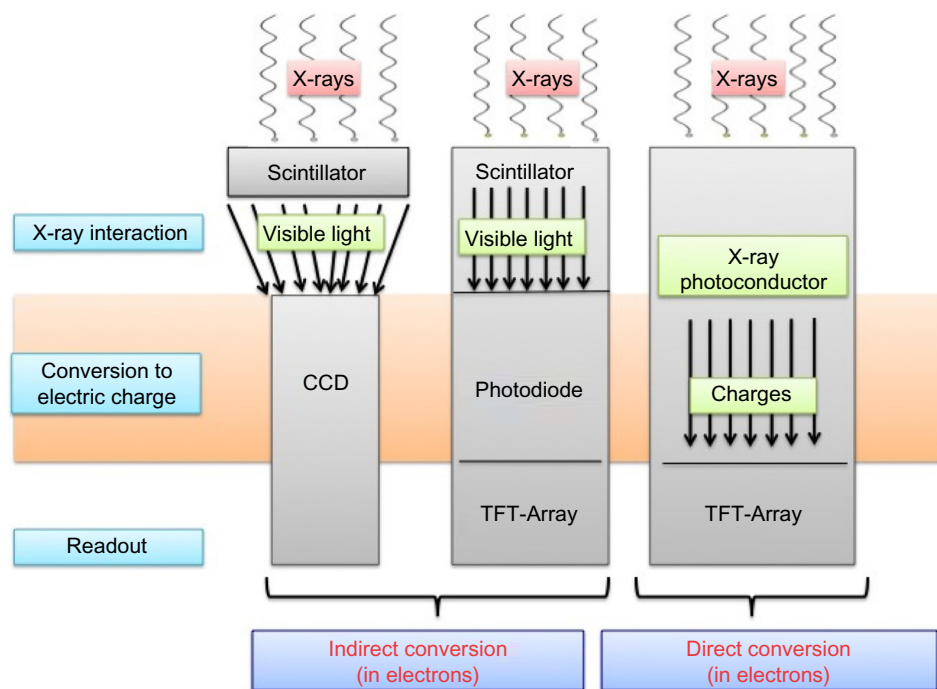 X-rays
X-rays
X-rays
Scintillator
Scintillator
X-ray interaction
Visible light
Visible light
X-ray
photoconductor
Conversion to
electric charge
CCD
Photodiode
Charges
Readout
TFT-Array
TFT-Array
Indirect conversion
(in electrons)
Direct conversion
(in electrons)